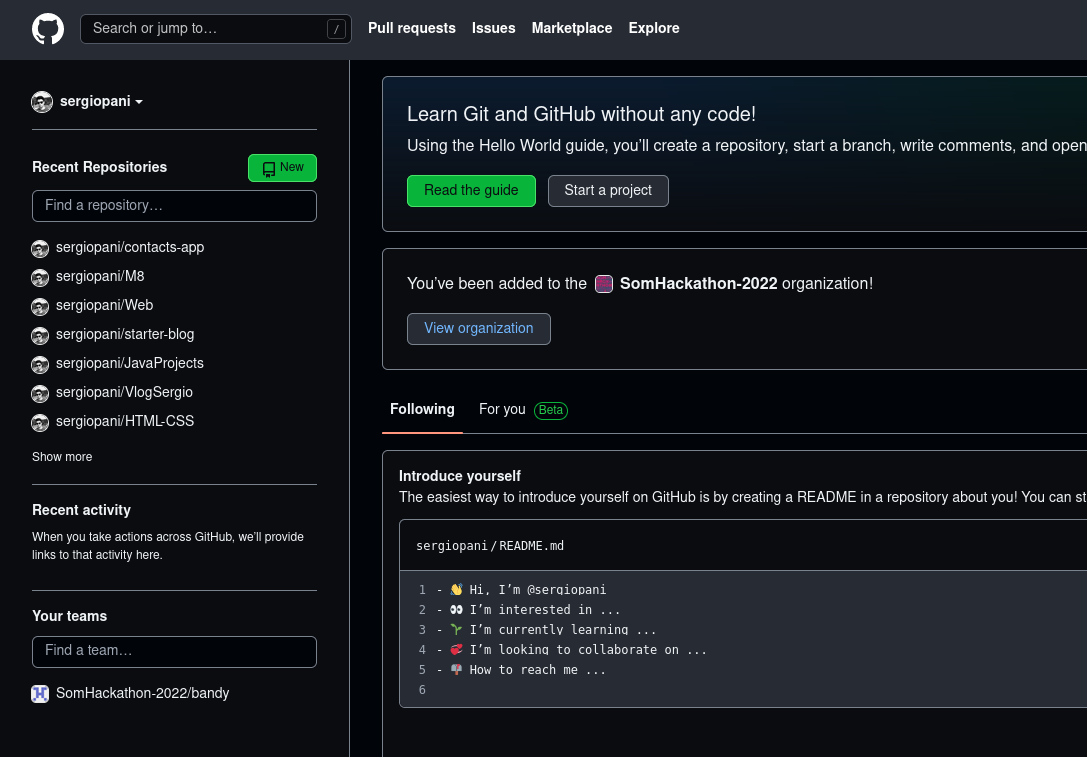 Search or jump to…
/
Pull requests
Issues
Marketplace
Explore
sergiopani
Recent Repositories
New
Find a repository…
sergiopani/contacts-app
sergiopani/M8
sergiopani/Web
sergiopani/starter-blog
sergiopani/JavaProjects
sergiopani/VlogSergio
sergiopani/HTML-CSS
Show more
Recent activity
When you take actions across GitHub, we’ll provide
links to that activity here.
Your teams
Find a team…
SomHackathon-2022/bandy
Learn Git and GitHub without any code!
Using the Hello World guide, you’ll create a repository, start a branch, write comments, and open
Read the guide
Start a project
You’ve been added to the SomHackathon-2022 organization!
View organization
Following
For you Beta
Introduce yourself
The easiest way to introduce yourself on GitHub is by creating a README in a repository about you! You can st
sergiopani/README.md
1 - 👋 Hi, I’m @sergiopani
2 - 👀 I’m interested in ...
3 - 🌱 I’m currently learning ...
4 - 💞️ I’m looking to collaborate on ...
5 - 📫 How to reach me ...
6